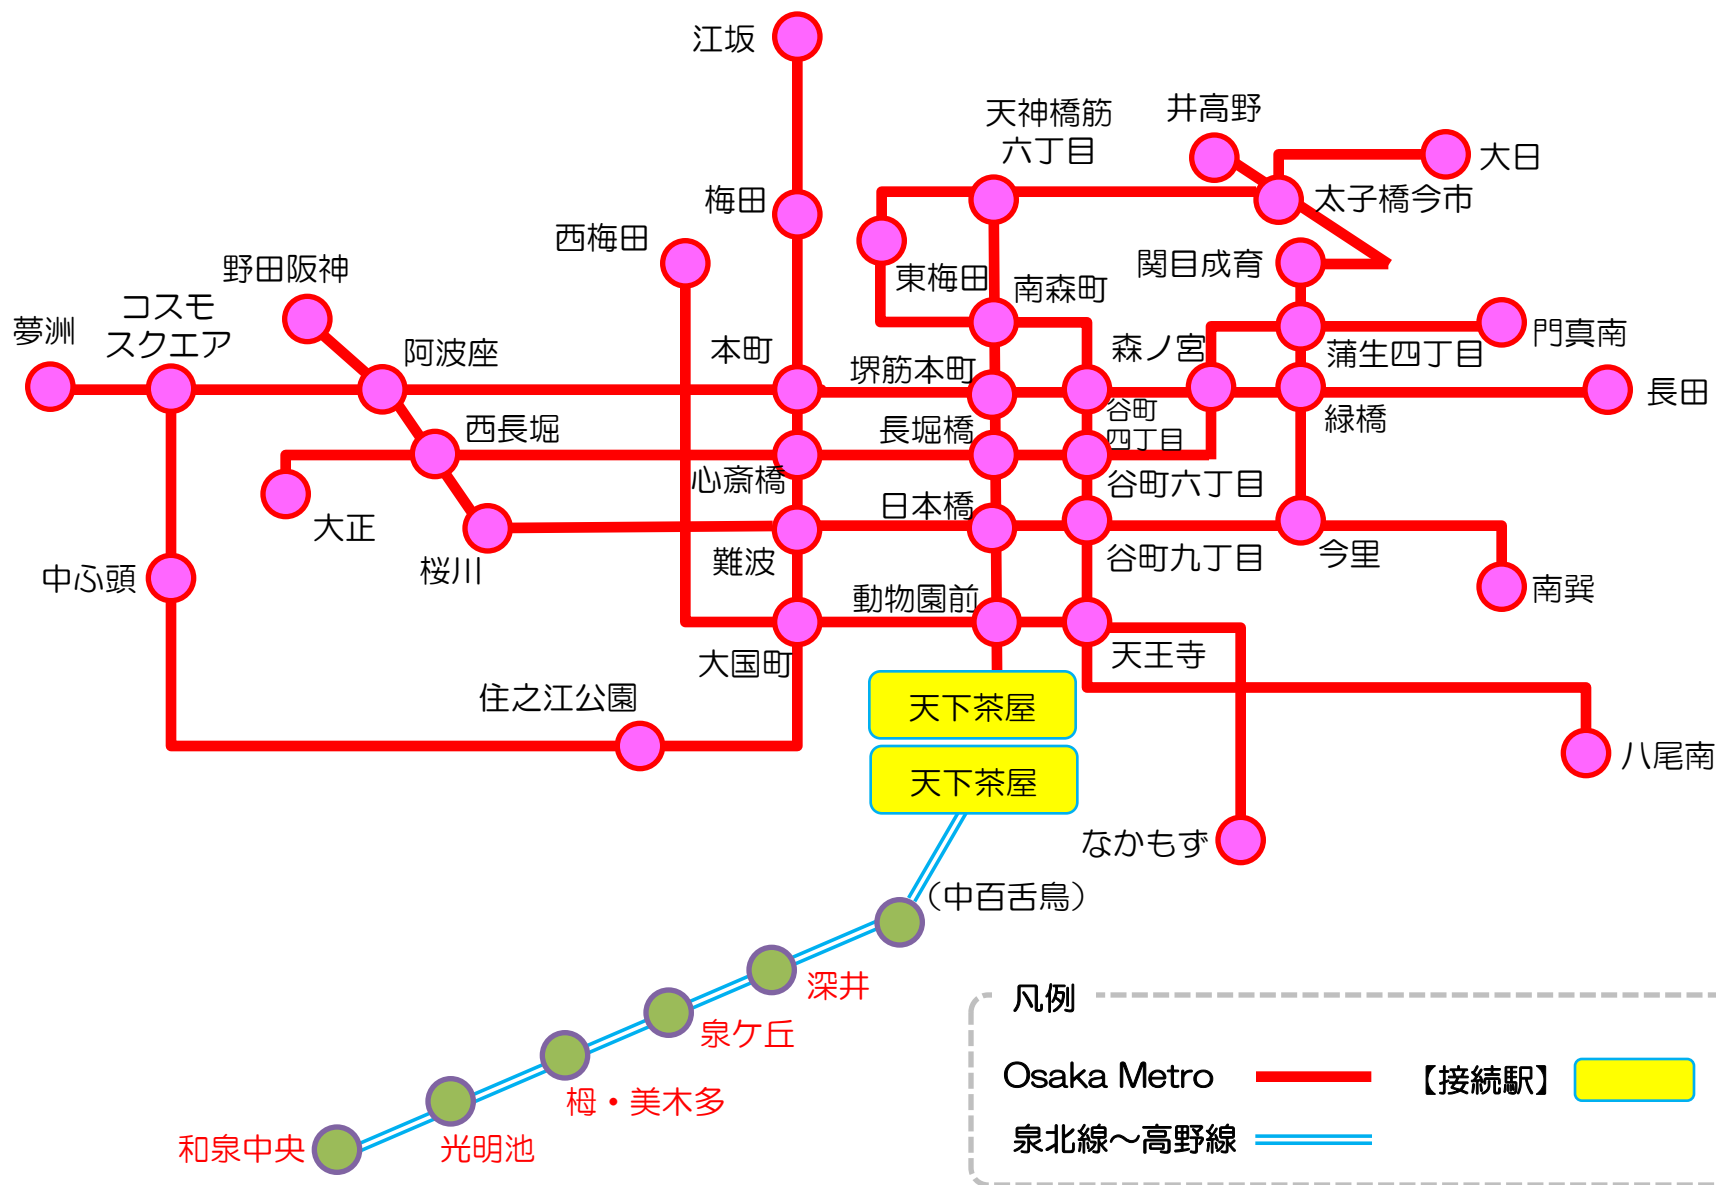 江坂
天神橋筋
六丁目
井高野
大日
梅田
太子橋今市
西梅田
野田阪神
東梅田
関目成育
南森町
コスモ
スクエア
夢洲
阿波座
本町
堺筋本町
森ノ宮
蒲生四丁目
門真南
長田
谷町
四丁目
緑橋
西長堀
長堀橋
心斎橋
谷町六丁目
日本橋
大正
桜川
難波
谷町九丁目
今里
中ふ頭
動物園前
南巽
大国町
天王寺
住之江公園
天下茶屋
八尾南
天下茶屋
なかもず
（中百舌鳥）
深井
泉ケ丘
栂・美木多
光明池
和泉中央
凡例
Osaka Metro
【接続駅】
泉北線～高野線